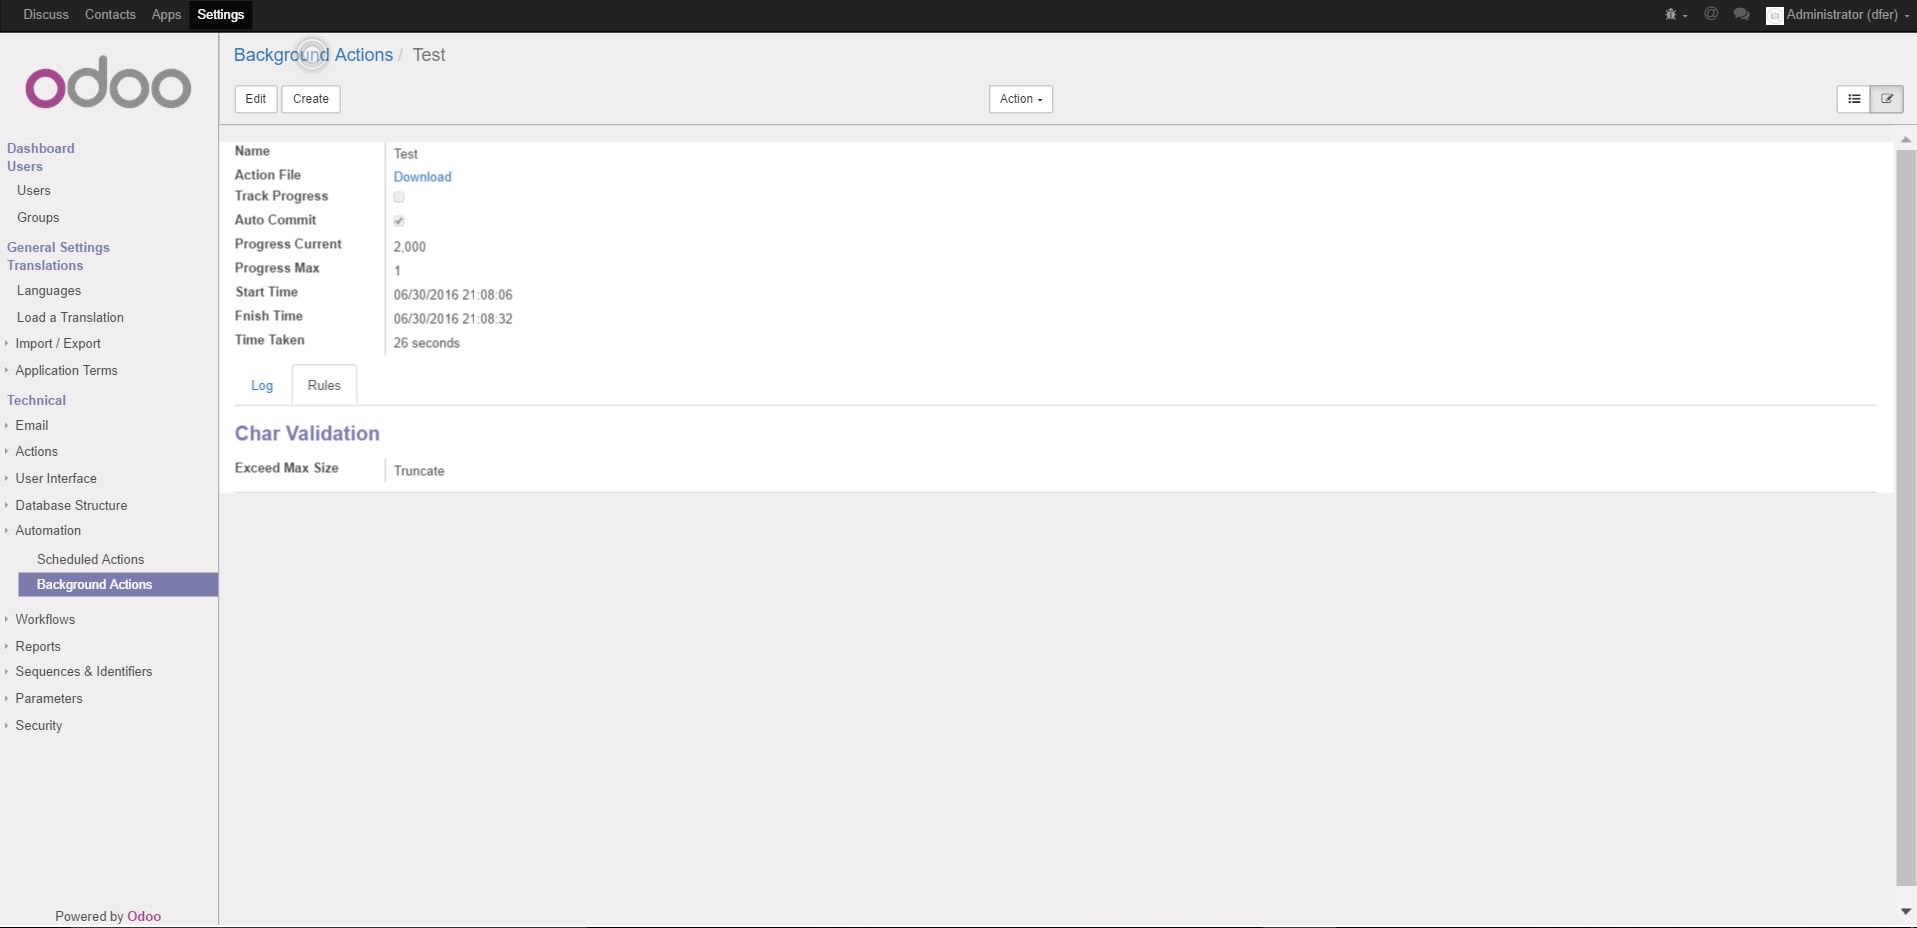 Discuss Contacts Apps Settings
Administrator (dfer)
odoo
Dashboard
Users
Users
Groups
General Settings
Translations
Languages
Load a Translation
Import / Export
Application Terms
Technical
Email
Actions
User Interface
Database Structure
Automation
Scheduled Actions
Background Actions
Workflows
Reports
Sequences & Identifiers
Parameters
Security
Powered by Odoo
Background Actions / Test
Edit Create Action
Name Test
Action File Download
Track Progress
Auto Commit
Progress Current 2,000
Progress Max 1
Start Time 06/30/2016 21:08:06
Fnish Time 06/30/2016 21:08:32
Time Taken 26 seconds
Log Rules
Char Validation
Exceed Max Size Truncate